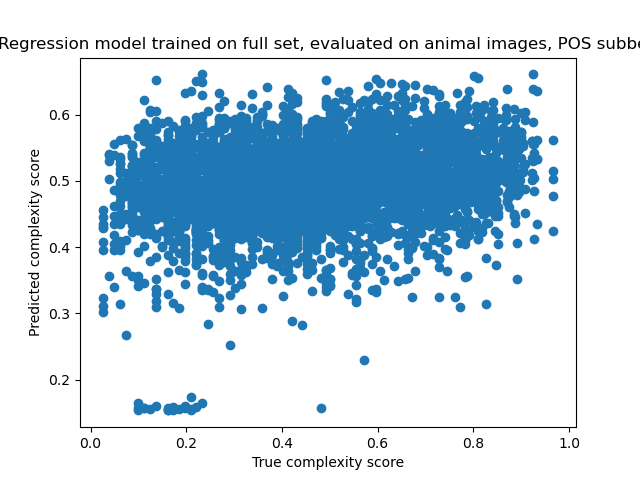 Regression model trained on full set, evaluated on animal images, POS subbe
0.6
0.5
0.4
0.3
0.2
Predicted complexity score
0.0 0.2 0.4 0.6 0.8 1.0
True complexity score